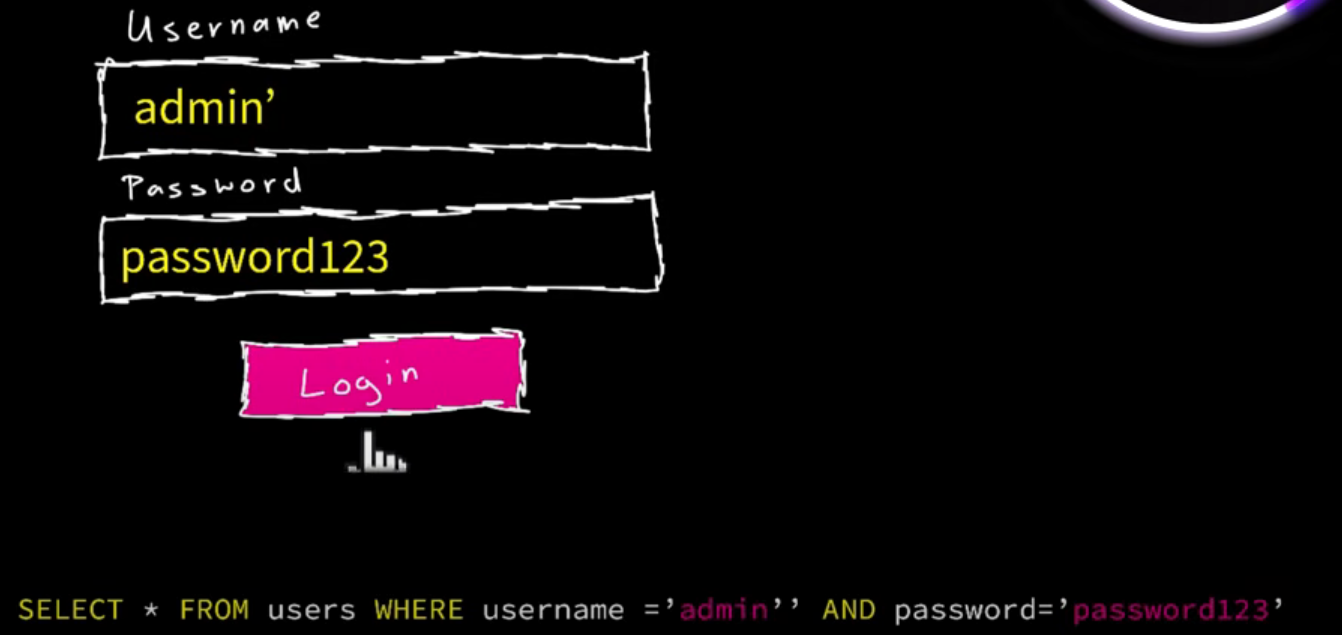 Username
admin’
Password
password123
Login
SELECT * FROM users WHERE username =’admin’’ AND password=’password123’